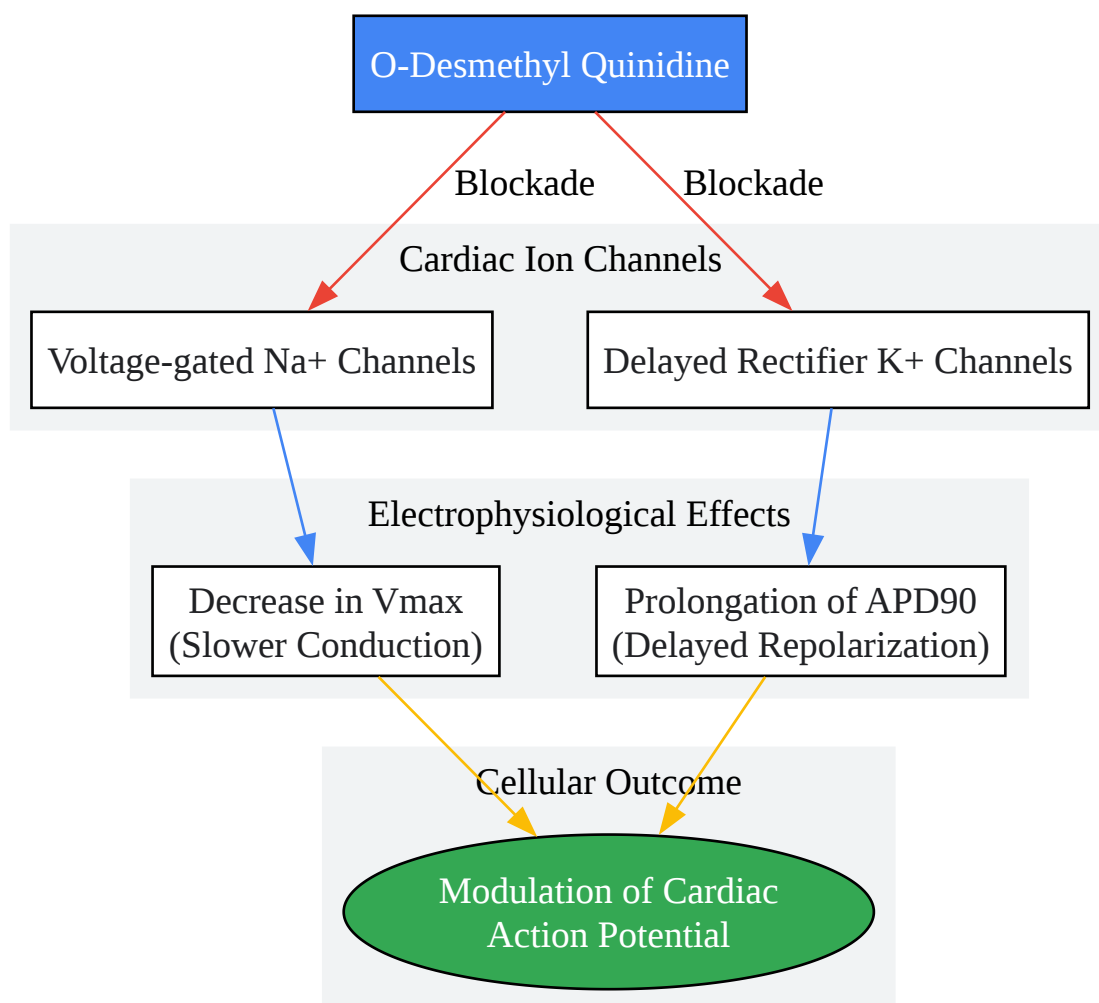 O-Desmethyl Quinidine
Blockade
Blockade
Cardiac Ion Channels
Voltage-gated Na+ Channels
Delayed Rectifier K+ Channels
Electrophysiological Effects
Decrease in Vmax
(Slower Conduction)
Prolongation of APD90
(Delayed Repolarization)
Cellular Outcome
Modulation of Cardiac
Action Potential